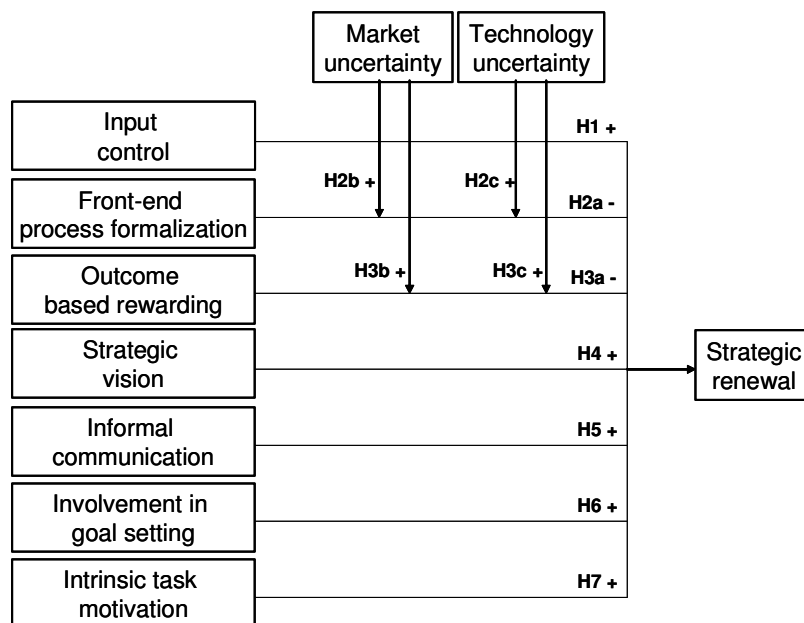 Market
uncertainty
Technology
uncertainty
Input
control
H1 +
H2b +
H2c +
Front-end
process formalization
H2a -
Outcome
based rewarding
H3b +
H3c +
H3a -
Strategic
vision
H4 +
Strategic
renewal
Informal
communication
H5 +
Involvement in
goal setting
H6 +
Intrinsic task
motivation
H7 +